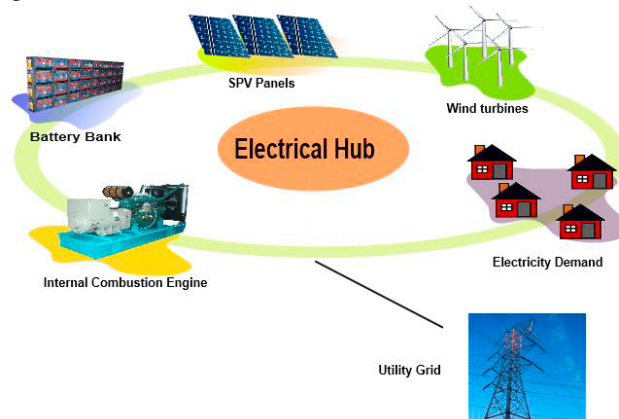 SPV Panels
Wind turbines
Battery Bank
Electrical Hub
Electricity Demand
Internal Combustion Engine
Utility Grid